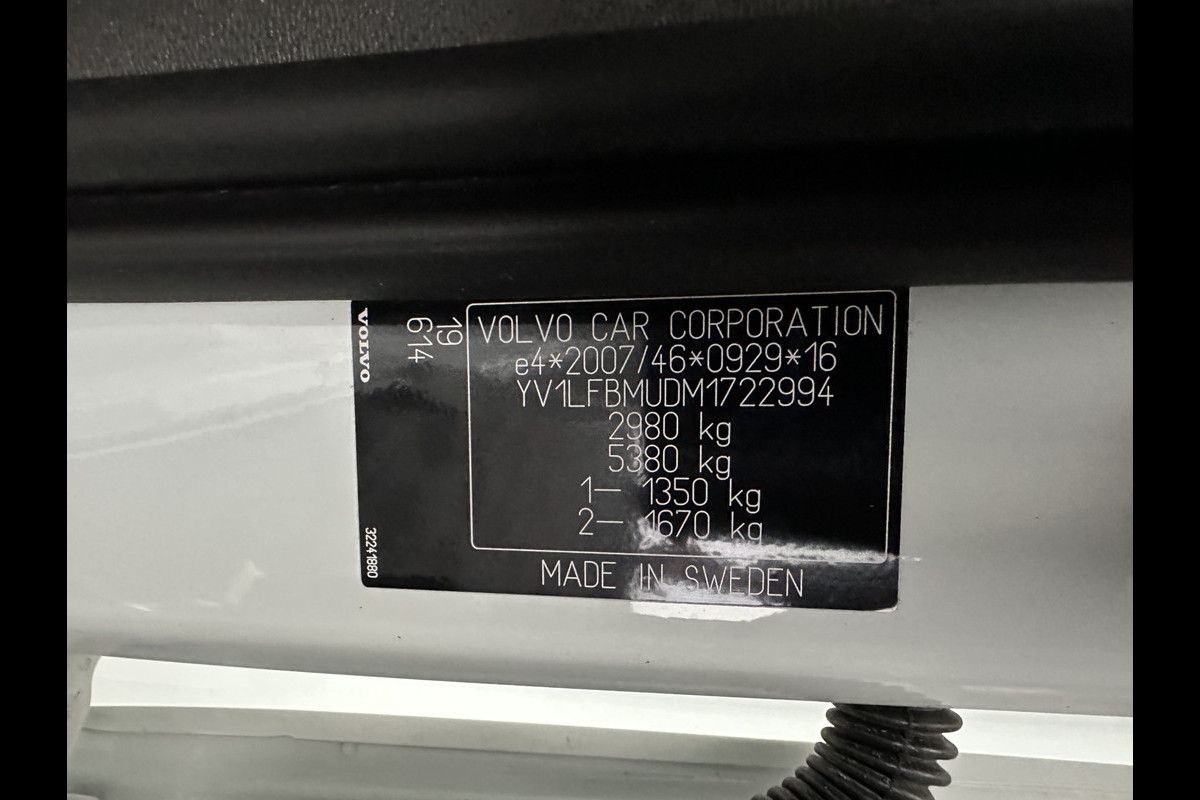 VOLVO
19
614
VOLVO CAR CORPORATION
e4*2007/46*0929*16
YV1LFBMUDM1722994
2980 kg
5380 kg
1— 1350 kg
2— 1670 kg
32241880
MADE IN SWEDEN